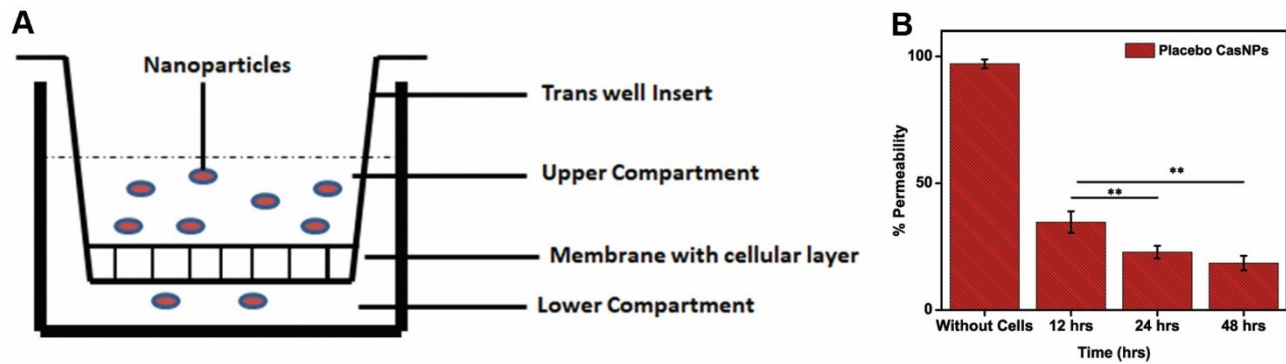 A
Nanoparticles
Trans well Insert
Upper Compartment
Membrane with cellular layer
Lower Compartment
B
Placebo CasNPs
100
50
0
% Permeability
**
**
Without Cells 12 hrs 24 hrs 48 hrs
Time (hrs)